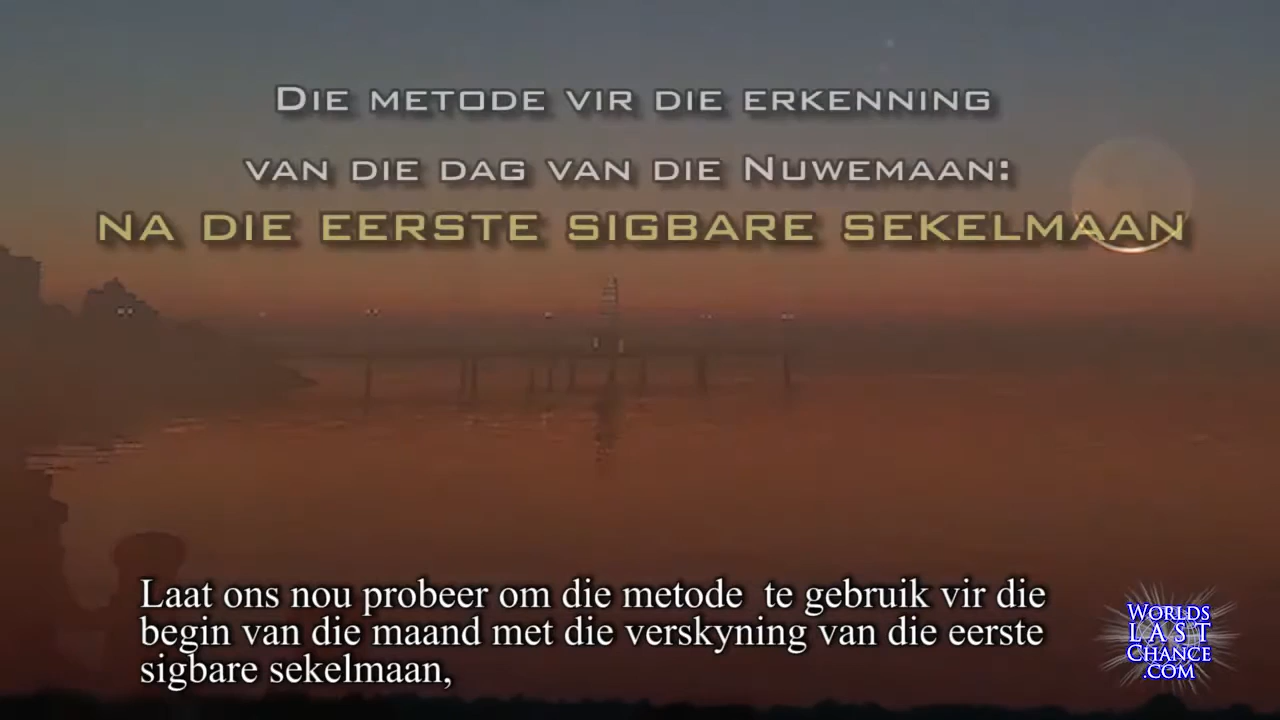 Die metode vir die erkenning
van die dag van die Nuwemaan:
na die eerste sigbare sekelmaan
Laat ons nou probeer om die metode  te gebruik vir die
begin van die maand met die verskyning van die eerste
sigbare sekelmaan,
Worlds
Last
Chance
.com